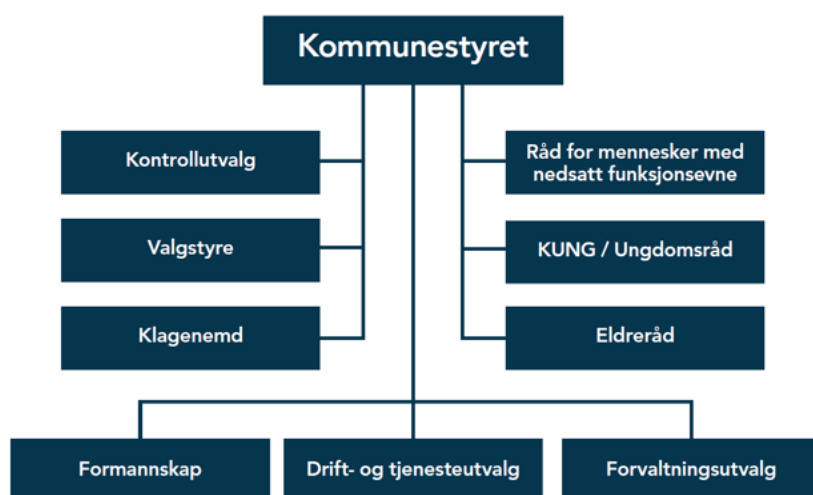 Kommunestyret
Kontrollutvalg
Råd for mennesker med
nedsatt funksjonsevne
Valgstyre
KUNG / Ungdomsråd
Klagenemd
Eldreråd
Formannskap
Drift- og tjenesteutvalg
Forvaltningsutvalg